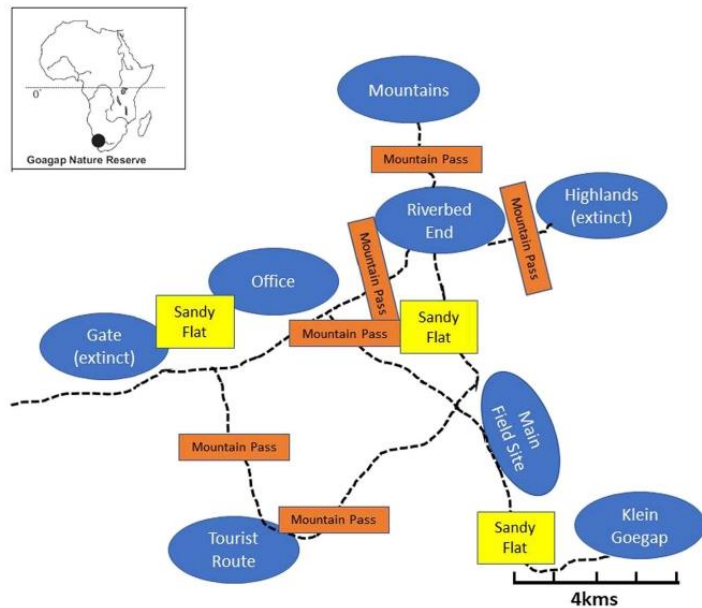 0°
Goagap Nature Reserve
Mountains
Mountain Pass
Riverbed
End
Mountain Pass
Highlands
(extinct)
Mountain Pass
Office
Sandy
Flat
Gate
(extinct)
Mountain Pass
Sandy
Flat
Main
Field Site
Mountain Pass
Mountain Pass
Tourist
Route
Sandy
Flat
Klein
Goegap
4kms